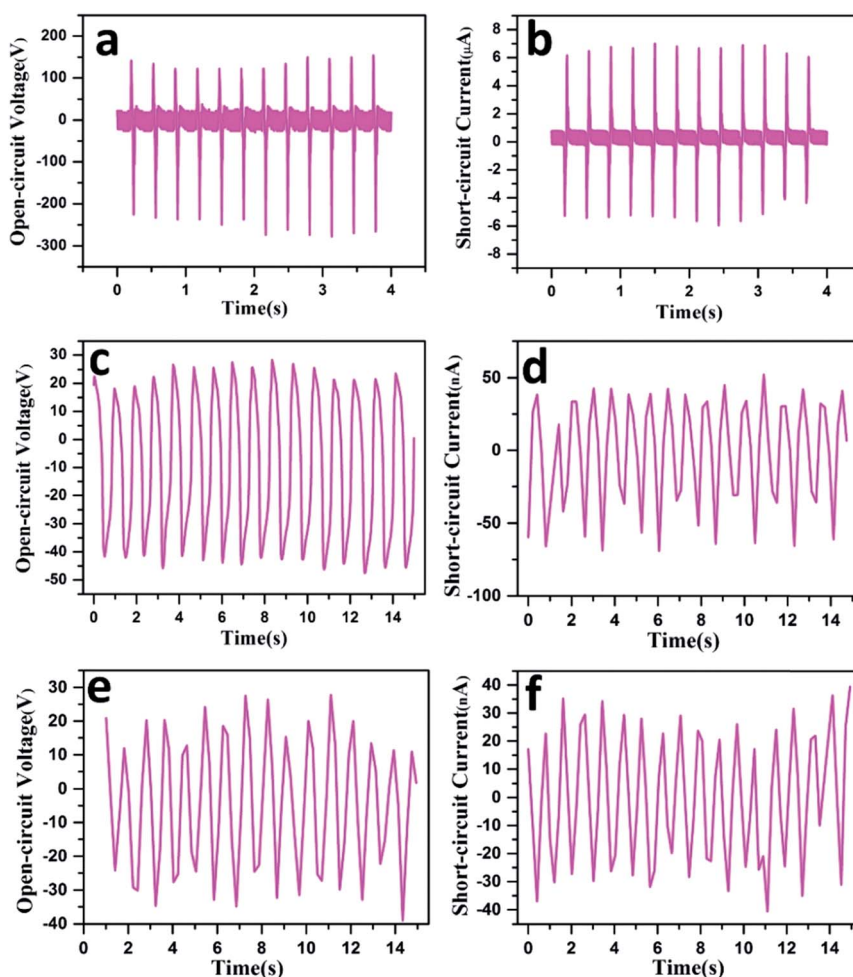 a
Open-circuit Voltage(V)
200
100
0
-100
-200
-300
0 1 2 3 4
Time(s)
b
Short-circuit Current(μA)
8
6
4
2
0
-2
-4
-6
-8
0 1 2 3 4
Time(s)
c
Open-circuit Voltage(V)
30
20
10
0
-10
-20
-30
-40
-50
0 2 4 6 8 10 12 14
Time(s)
d
Short-circuit Current(nA)
50
0
-50
-100
0 2 4 6 8 10 12 14
Time(s)
e
Open-circuit Voltage(V)
30
20
10
0
-10
-20
-30
-40
0 2 4 6 8 10 12 14
Time(s)
f
Short-circuit Current(nA)
40
30
20
10
0
-10
-20
-30
-40
0 2 4 6 8 10 12 14
Time(s)